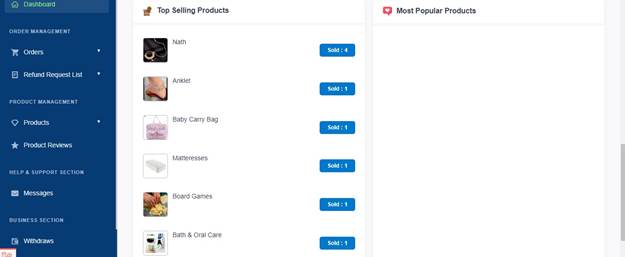 Dashboard
ORDER MANAGEMENT
Orders
Refund Request List
PRODUCT MANAGEMENT
Products
Product Reviews
HELP & SUPPORT SECTION
Messages
BUSINESS SECTION
Withdraws
Top Selling Products
Nath
Sold : 4
Anklet
Sold : 1
Baby Carry Bag
Sold : 1
Matteresses
Sold : 1
Board Games
Sold : 1
Bath & Oral Care
Sold : 1
Most Popular Products